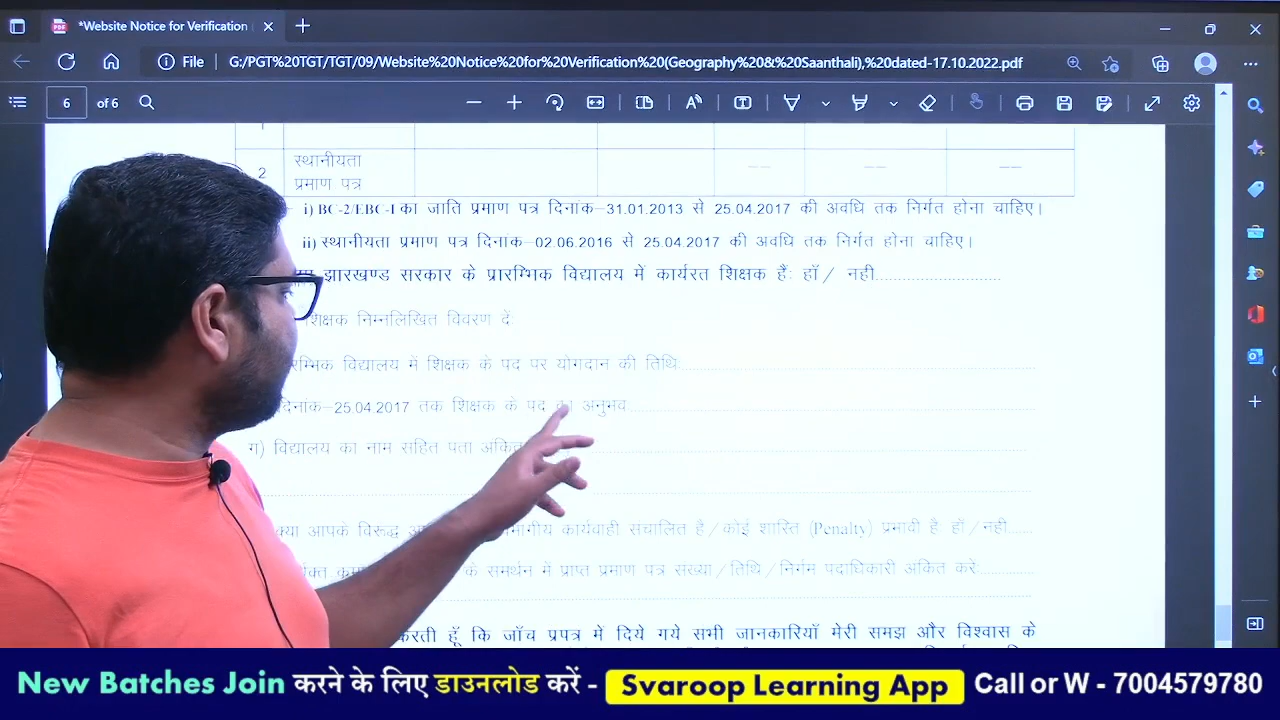 *Website Notice for Verification
File G:/PGT%20TGT/TGT/09/Website%20Notice%20for%20Verification%20(Geography%20&%20Saanthali),%20dated-17.10.2022.pdf
6 of 6
2 स्थानीयता प्रमाण पत्र
i) BC-2/EBC-I का जाति प्रमाण पत्र दिनांक–31.01.2013 से 25.04.2017 की अवधि तक निर्गत होना चाहिए।
ii) स्थानीयता प्रमाण पत्र दिनांक–02.06.2016 से 25.04.2017 की अवधि तक निर्गत होना चाहिए।
झारखण्ड सरकार के प्रारम्भिक विद्यालय में कार्यरत शिक्षक हैं: हॉ/ नही
शिक्षक निम्नलिखित विवरण दें:
विद्यालय में शिक्षक के पद पर योगदान की तिथि:
दिनांक–25.04.2017 तक शिक्षक के पद का अनुभव
ग) विद्यालय का नाम सहित पता अंकित
क्या आपके विरूद्ध कार्यवाही संचालित है/कोई शास्ति (Penalty) प्रभावी है: हॉ/नही
के समर्थन में प्राप्त प्रमाण पत्र संख्या/तिथि/निर्गम पदाधिकारी अंकित करें
हूँ कि जाँच प्रपत्र में दिये गये सभी जानकारियॉ मेरी समझ और विश्वास के
New Batches Join करने के लिए डाउनलोड करें - Svaroop Learning App Call or W - 7004579780